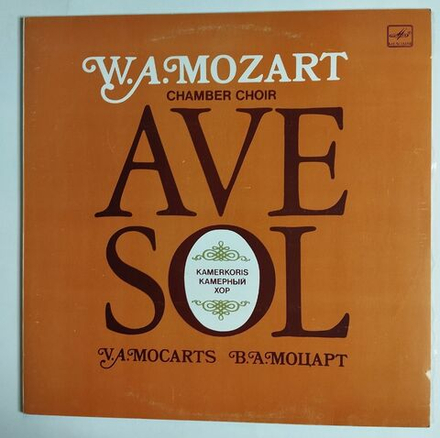 W.A.MOZART
CHAMBER CHOIR
AVE
SOL
KAMERKORIS
КАМЕРНЫЙ
ХОР
V.A.MOCARTS В.А.МОЦАРТ